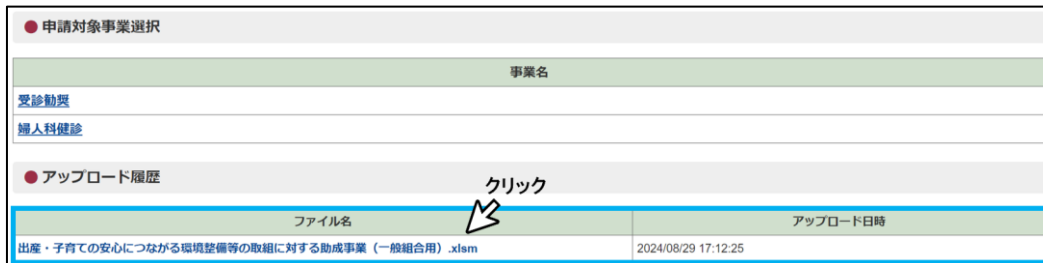 ● 申請対象事業選択
事業名
受診勧奨
婦人科健診
● アップロード履歴
クリック
ファイル名 アップロード日時
出産・子育ての安心につながる環境整備等の取組に対する助成事業（一般組合用）.xlsm 2024/08/29 17:12:25